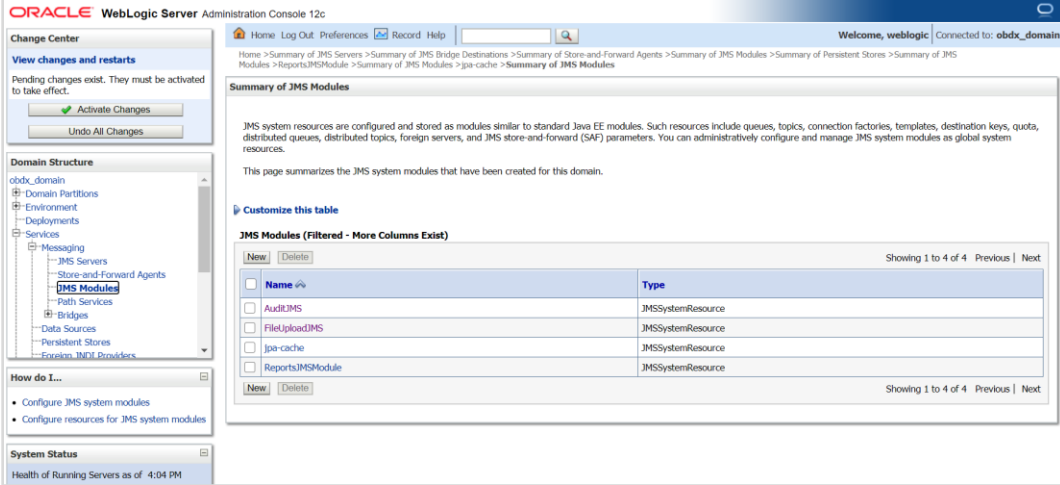 ORACLE WebLogic Server Administration Console 12c
Change Center
View changes and restarts
Pending changes exist. They must be activated
to take effect.
Activate Changes
Undo All Changes
Domain Structure
obdx_domain
Domain Partitions
Environment
Deployments
Services
Messaging
JMS Servers
Store-and-Forward Agents
JMS Modules
Path Services
Bridges
Data Sources
Persistent Stores
Foreign JNDI Providers
How do I...
Configure JMS system modules
Configure resources for JMS system modules
System Status
Health of Running Servers as of 4:04 PM
Home Log Out Preferences Record Help
Welcome, weblogic Connected to: obdx_domain
Home >Summary of JMS Servers >Summary of JMS Bridge Destinations >Summary of Store-and-Forward Agents >Summary of JMS Modules >Summary of Persistent Stores >Summary of JMS
Modules >ReportsJMSModule >Summary of JMS Modules >jpa-cache >Summary of JMS Modules
Summary of JMS Modules
JMS system resources are configured and stored as modules similar to standard Java EE modules. Such resources include queues, topics, connection factories, templates, destination keys, quota,
distributed queues, distributed topics, foreign servers, and JMS store-and-forward (SAF) parameters. You can administratively configure and manage JMS system modules as global system
resources.
This page summarizes the JMS system modules that have been created for this domain.
Customize this table
JMS Modules (Filtered - More Columns Exist)
New Delete Showing 1 to 4 of 4 Previous | Next
Name Type
AuditJMS JMSSystemResource
FileUploadJMS JMSSystemResource
jpa-cache JMSSystemResource
ReportsJMSModule JMSSystemResource
New Delete Showing 1 to 4 of 4 Previous | Next